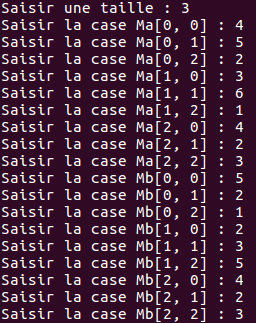 Saisir une taille : 3
Saisir la case Ma[0, 0] : 4
Saisir la case Ma[0, 1] : 5
Saisir la case Ma[0, 2] : 2
Saisir la case Ma[1, 0] : 3
Saisir la case Ma[1, 1] : 6
Saisir la case Ma[1, 2] : 1
Saisir la case Ma[2, 0] : 4
Saisir la case Ma[2, 1] : 2
Saisir la case Ma[2, 2] : 3
Saisir la case Mb[0, 0] : 5
Saisir la case Mb[0, 1] : 2
Saisir la case Mb[0, 2] : 1
Saisir la case Mb[1, 0] : 2
Saisir la case Mb[1, 1] : 3
Saisir la case Mb[1, 2] : 5
Saisir la case Mb[2, 0] : 4
Saisir la case Mb[2, 1] : 2
Saisir la case Mb[2, 2] : 3